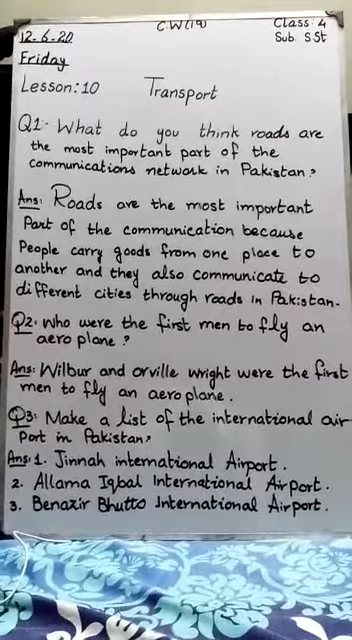 C.W(19)
Class: 4
12-6-20
Sub. S.St
Friday
Lesson: 10 Transport
Q1:- What do you think roads are
the most important part of the
communications network in Pakistan?
Ans: Roads are the most important
Part of the communication because
People carry goods from one place to
another and they also communicate to
different cities through roads in Pakistan-
Q2: who were the first men to fly an
aero plane?
Ans: Wilbur and orville wright were the first
men to fly an aero plane.
Q3: Make a list of the international air
Port in Pakistan?
Ans: 1. Jinnah international Airport.
2. Allama Iqbal International Airport.
3. Benazir Bhutto International Airport.